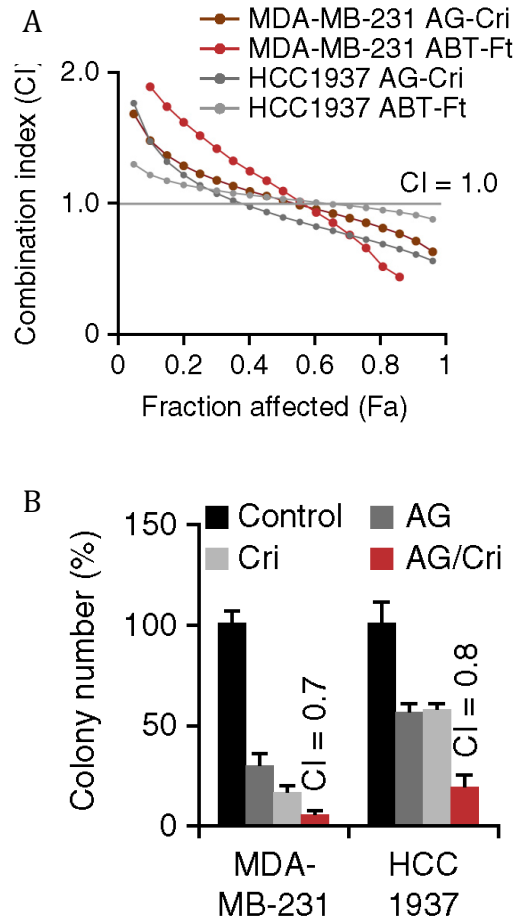 A
MDA-MB-231 AG-Cri
MDA-MB-231 ABT-Ft
HCC1937 AG-Cri
HCC1937 ABT-Ft
Combination index (CI)
2.0
1.0
0
CI = 1.0
0 0.2 0.4 0.6 0.8 1
Fraction affected (Fa)
B
Control
AG
Cri
AG/Cri
Colony number (%)
150
100
50
0
CI = 0.7
CI = 0.8
MDA-
MB-231
HCC
1937